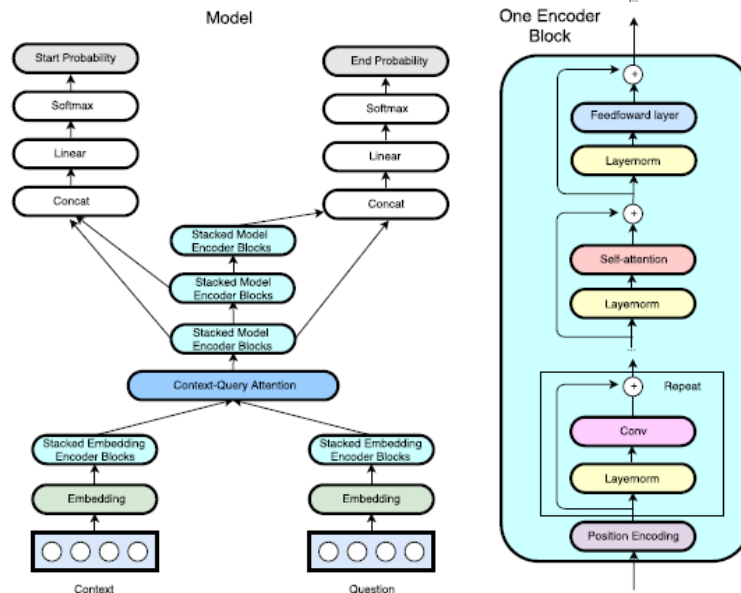 Model
Start Probability
Softmax
Linear
Concat
End Probability
Softmax
Linear
Concat
Stacked Model
Encoder Blocks
Stacked Model
Encoder Blocks
Stacked Model
Encoder Blocks
Context-Query Attention
Stacked Embedding
Encoder Blocks
Stacked Embedding
Encoder Blocks
Embedding
Embedding
Context
Question
One Encoder
Block
...
+
Feedfoward layer
Layernorm
+
Self-attention
Layernorm
...
...
+
Repeat
Conv
Layernorm
Position Encoding